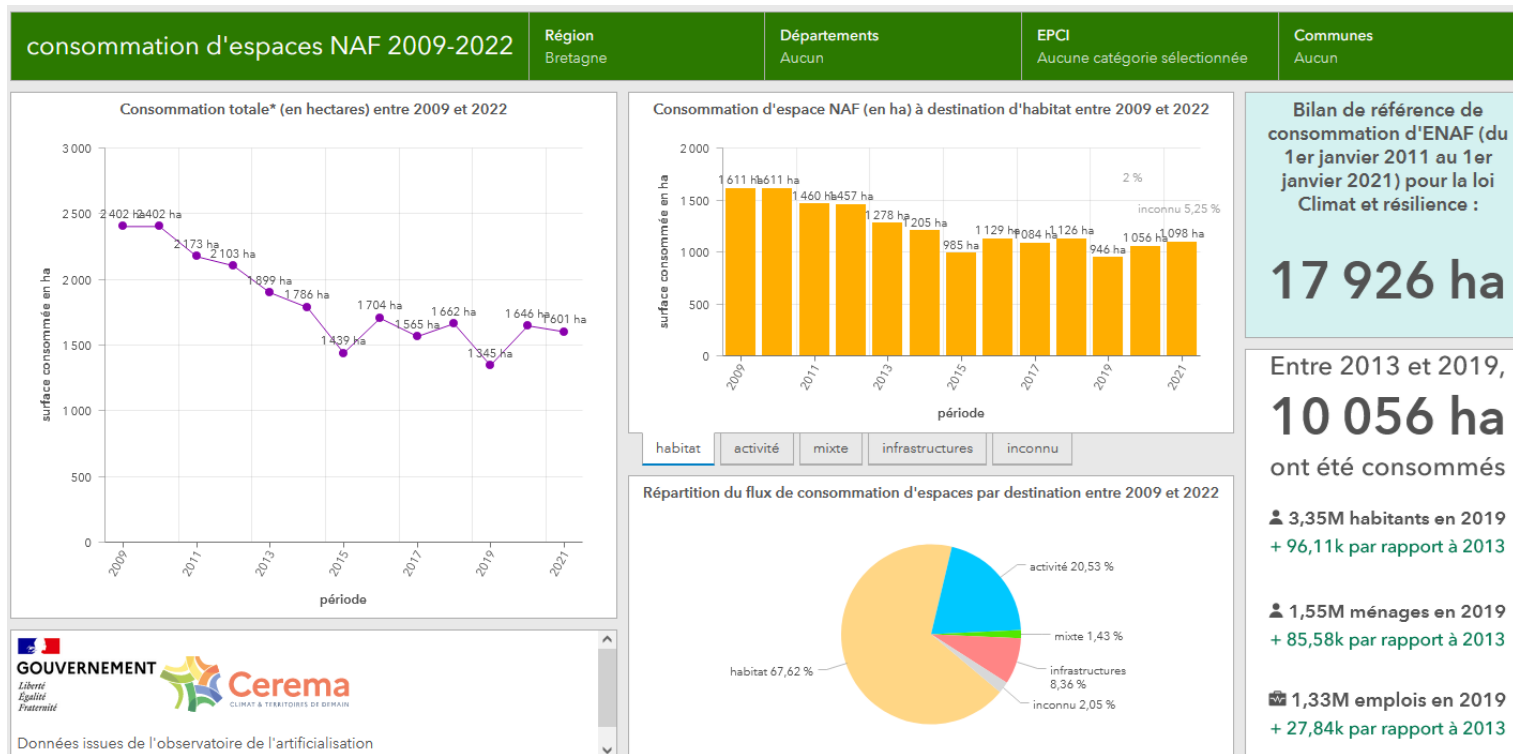 consommation d'espaces NAF 2009-2022
Région
Bretagne
Départements
Aucun
EPCI
Aucune catégorie sélectionnée
Communes
Aucun
Consommation totale* (en hectares) entre 2009 et 2022
surface consommée en ha
3 000
2 500
2 000
1 500
1 000
500
0
2 402 ha
2 402 ha
2 173 ha
2 103 ha
1 899 ha
1 786 ha
1 439 ha
1 704 ha
1 565 ha
1 662 ha
1 345 ha
1 646 ha
1 601 ha
2009
2011
2013
2015
2017
2019
2021
période
GOUVERNEMENT
Liberté
Égalité
Fraternité
Cerema
CLIMAT & TERRITOIRES DE DEMAIN
Données issues de l'observatoire de l'artificialisation
Consommation d'espace NAF (en ha) à destination d'habitat entre 2009 et 2022
surface consommée en ha
2 000
1 500
1 000
500
0
1 611 ha
1 611 ha
1 460 ha
1 457 ha
1 278 ha
1 205 ha
985 ha
1 129 ha
1 084 ha
1 126 ha
946 ha
1 056 ha
1 098 ha
2 %
inconnu 5,25 %
2009
2011
2013
2015
2017
2019
2021
période
habitat
activité
mixte
infrastructures
inconnu
Répartition du flux de consommation d'espaces par destination entre 2009 et 2022
activité 20,53 %
mixte 1,43 %
infrastructures
8,36 %
inconnu 2,05 %
habitat 67,62 %
Bilan de référence de
consommation d'ENAF (du
1er janvier 2011 au 1er
janvier 2021) pour la loi
Climat et résilience :
17 926 ha
Entre 2013 et 2019,
10 056 ha
ont été consommés
3,35M habitants en 2019
+ 96,11k par rapport à 2013
1,55M ménages en 2019
+ 85,58k par rapport à 2013
1,33M emplois en 2019
+ 27,84k par rapport à 2013